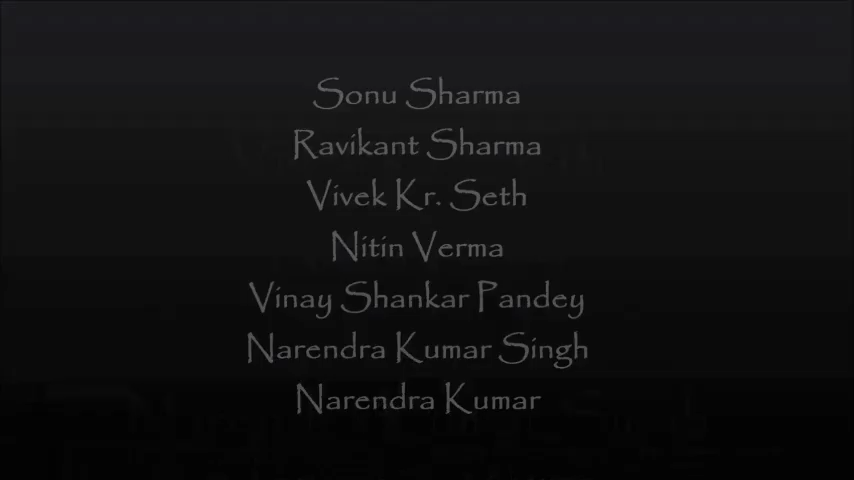 Sonu Sharma
Ravikant Sharma
Vivek Kr. Seth
Nitin Verma
Vinay Shankar Pandey
Narendra Kumar Singh
Narendra Kumar